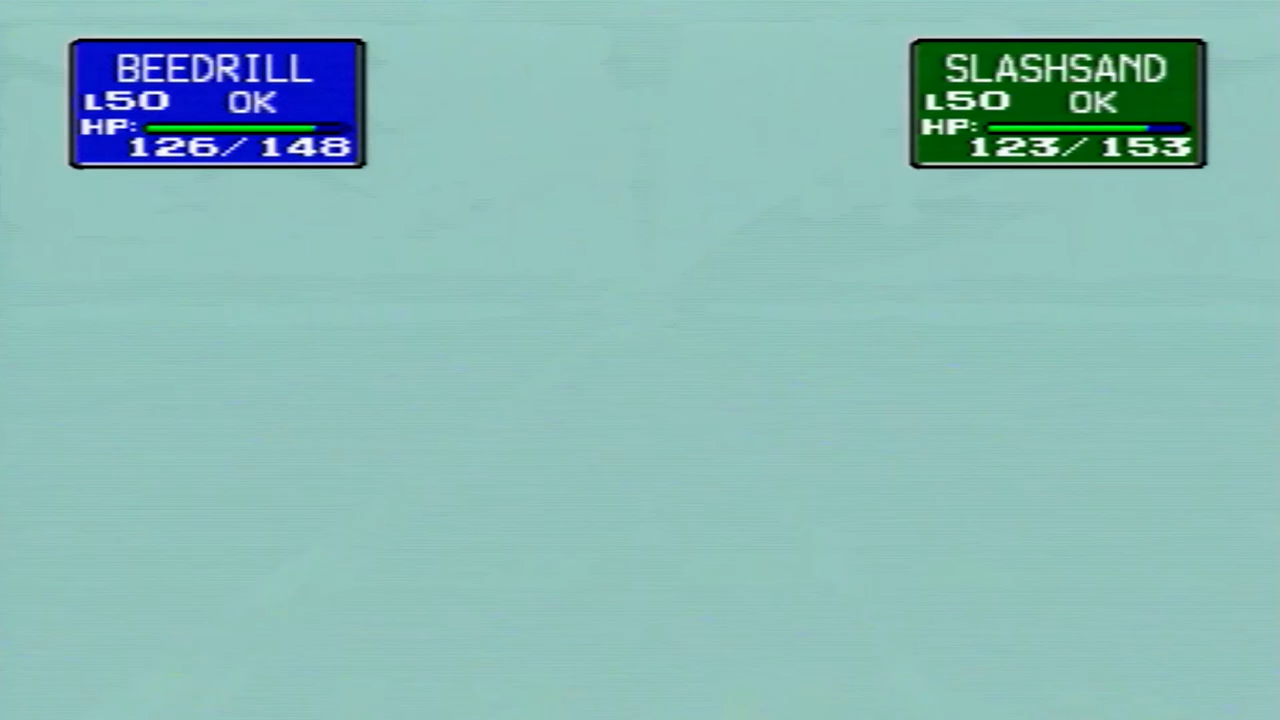 BEEDRILL
L50 OK
HP:
126/148
SLASHSAND
L50 OK
HP:
123/153